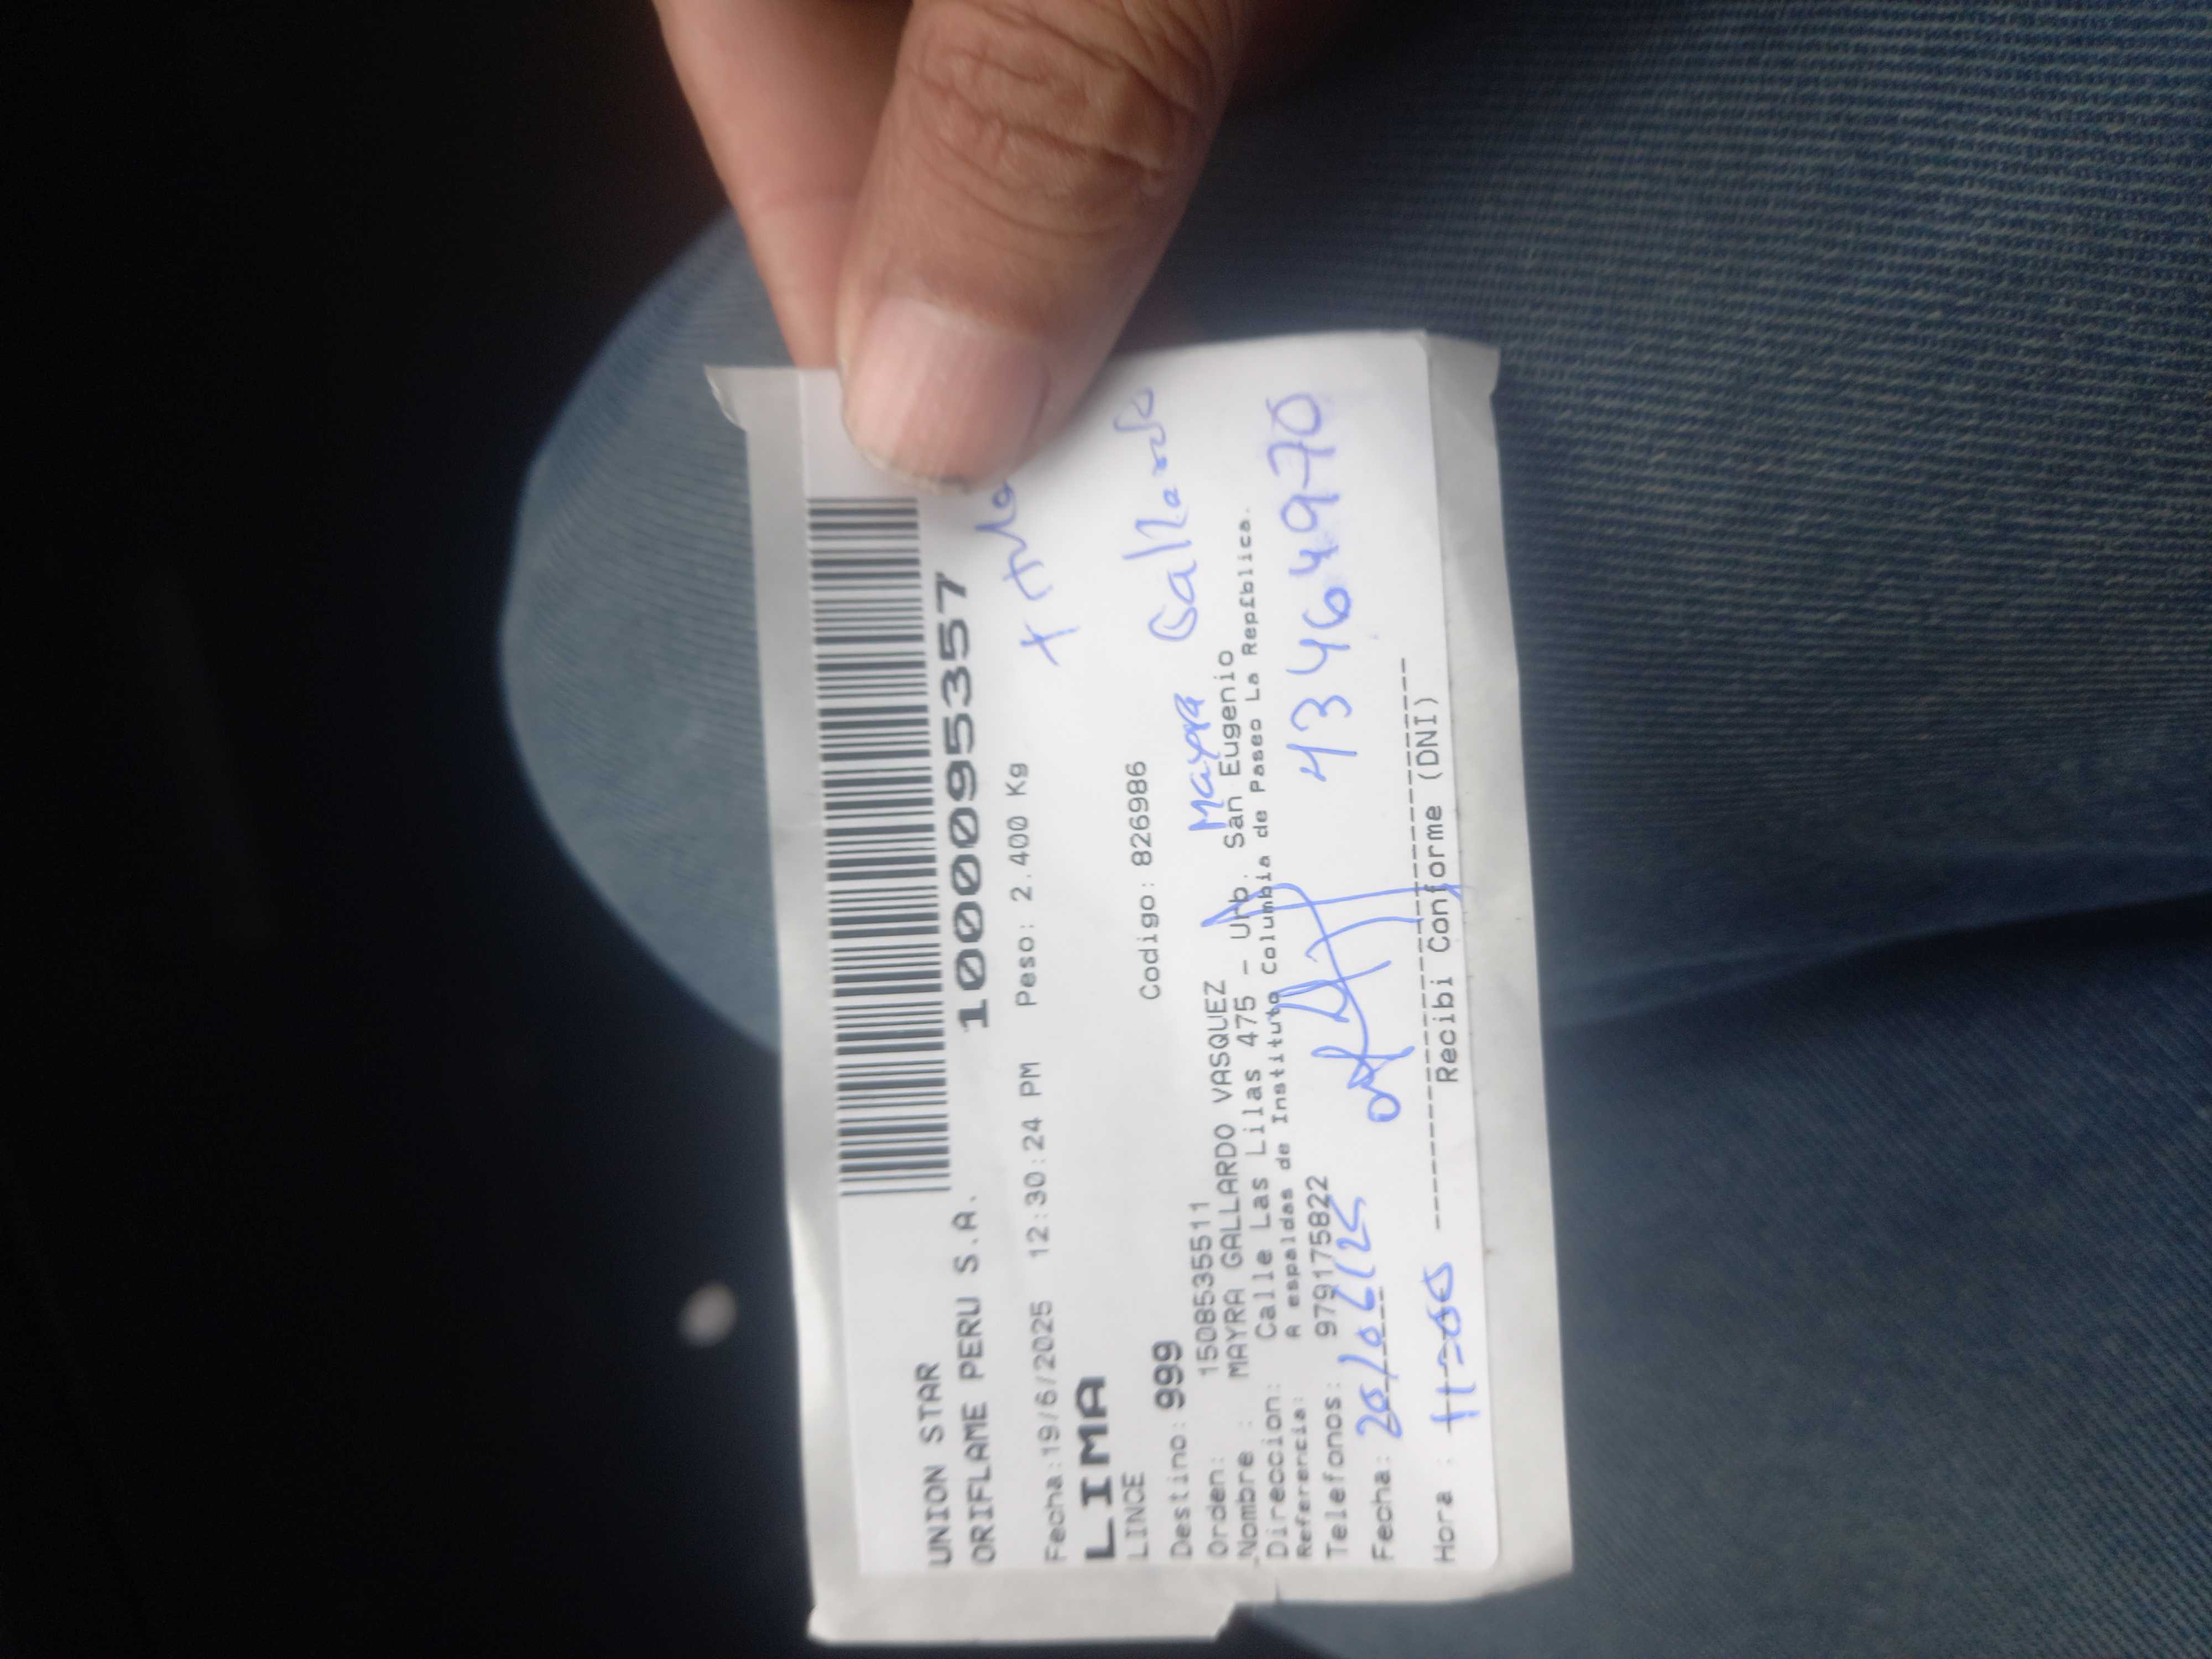 UNION STAR
ORIFLAME PERU S.A. 1000095357
Fecha:19/6/2025 12:30:24 PM Peso: 2.400 Kg
LIMA
LINCE
Codigo: 826986
Destino: 999
Mayra Gallardo
Orden: 1508535511
Nombre : MAYRA GALLARDO VASQUEZ
Direccion: Calle Las Lilas 475 - Urb. San Eugenio
Referencia: A espaldas de Instituto Columbia de Paseo La Repfblica.
Telefonos: 979175822
43464970
Fecha: 20/06/25
Hora :
Recibi Conforme (DNI)